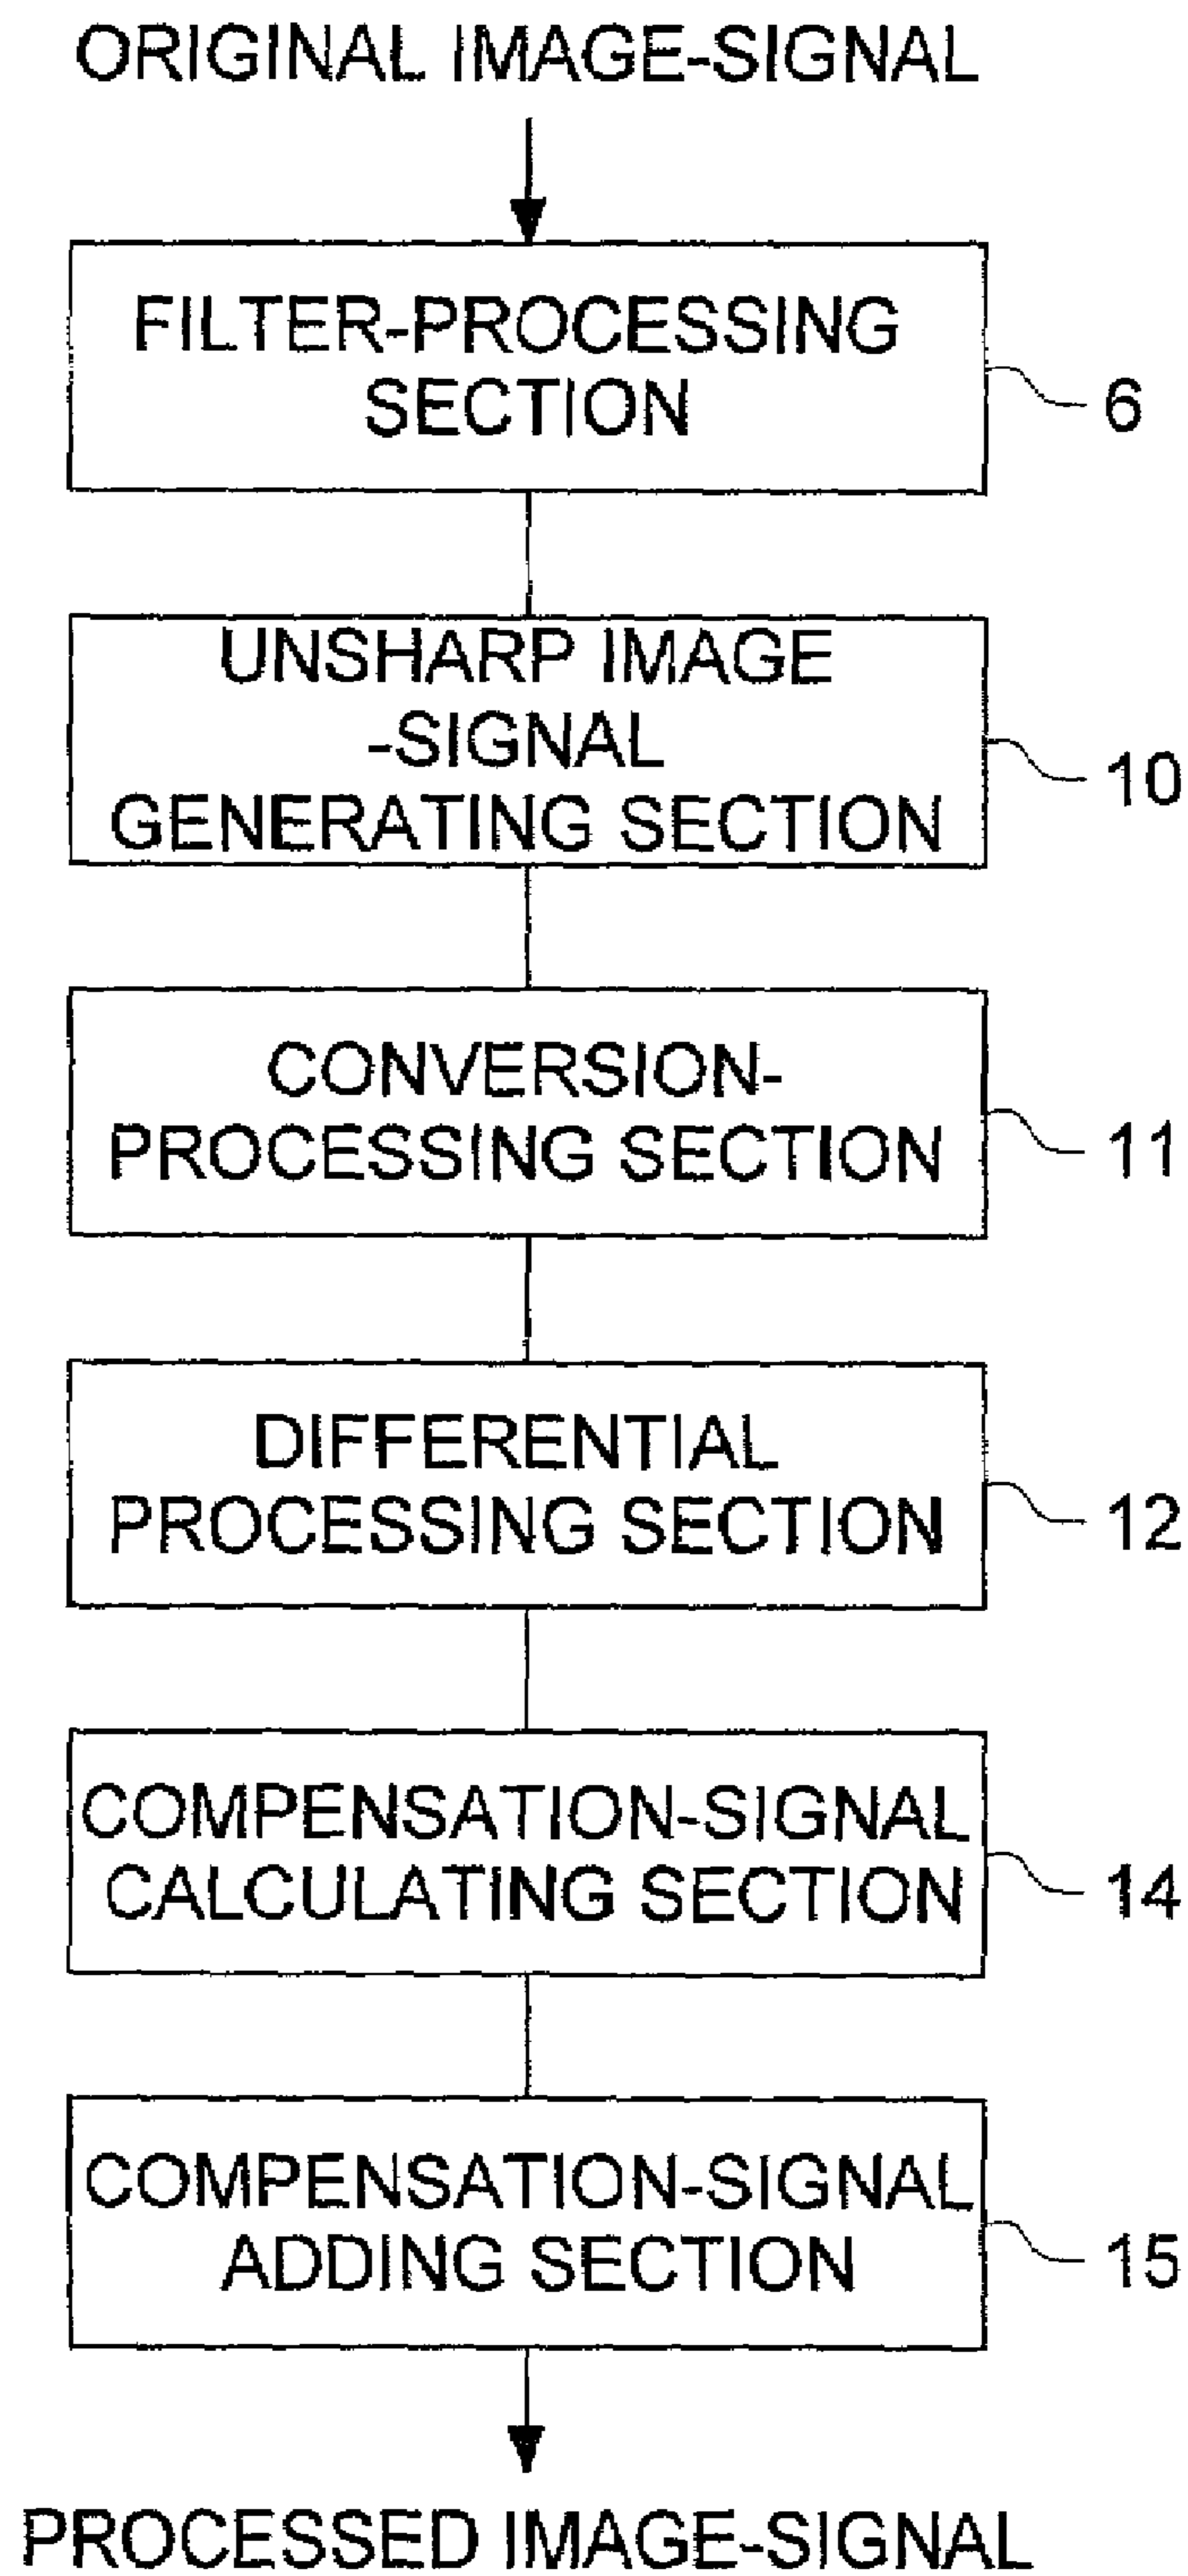 ORIGINAL IMAGE-SIGNAL
FILTER-PROCESSING
SECTION
6
UNSHARP IMAGE
-SIGNAL
GENERATING SECTION
10
CONVERSION-
PROCESSING SECTION
11
DIFFERENTIAL
PROCESSING SECTION
12
COMPENSATION-SIGNAL
CALCULATING SECTION
14
COMPENSATION-SIGNAL
ADDING SECTION
15
PROCESSED IMAGE-SIGNAL